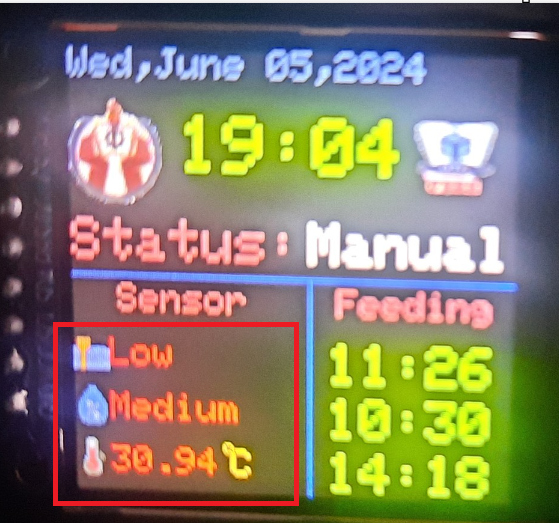 Wed,June 05,2024
19:04
Status: Manual
Sensor
Low
Medium
30.94℃
Feeding
11:26
10:30
14:18